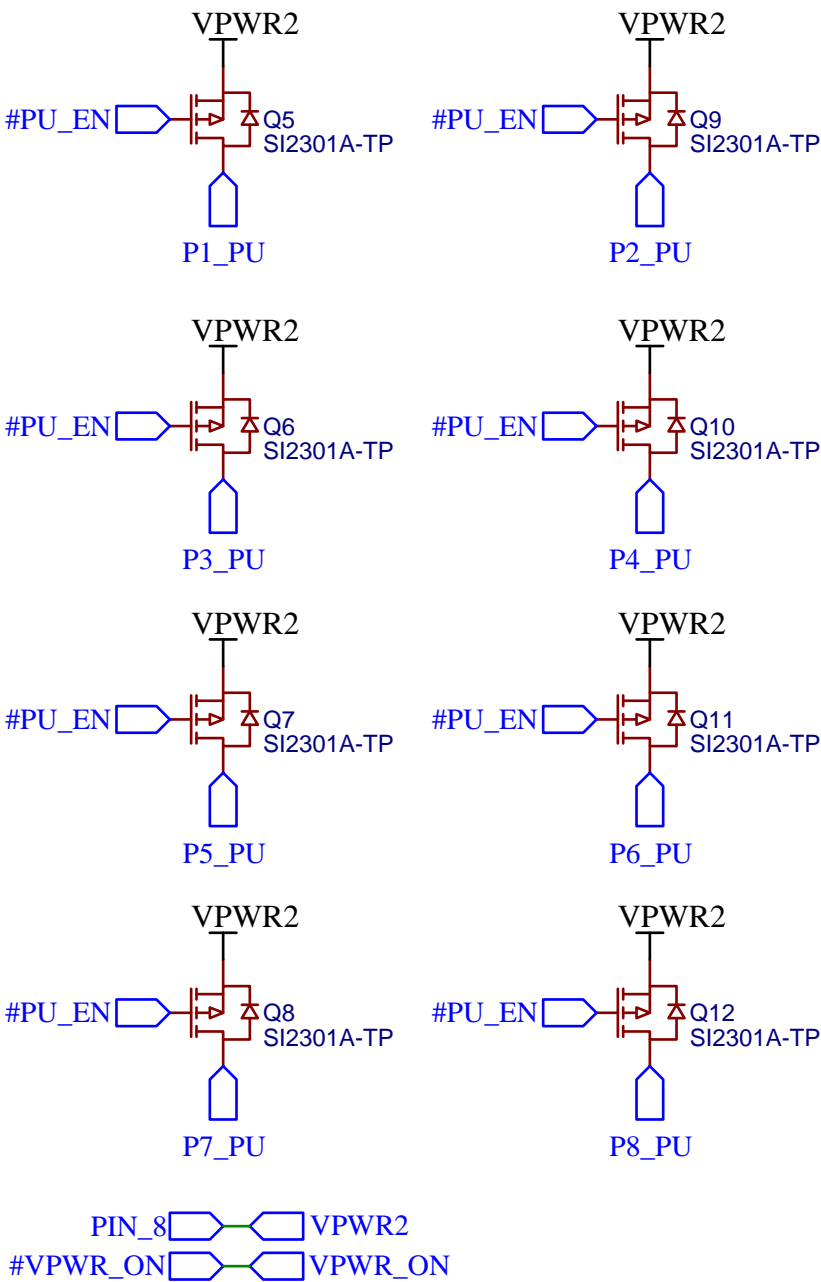 VPWR2 VPWR2
#PU_EN Q5 #PU_EN Q9
SI2301A-TP SI2301A-TP
P1_PU P2_PU
VPWR2 VPWR2
#PU_EN Q6 #PU_EN Q10
SI2301A-TP SI2301A-TP
P3_PU P4_PU
VPWR2 VPWR2
#PU_EN Q7 #PU_EN Q11
SI2301A-TP SI2301A-TP
P5_PU P6_PU
VPWR2 VPWR2
#PU_EN Q8 #PU_EN Q12
SI2301A-TP SI2301A-TP
P7_PU P8_PU
PIN_8 VPWR2
#VPWR_ON VPWR_ON